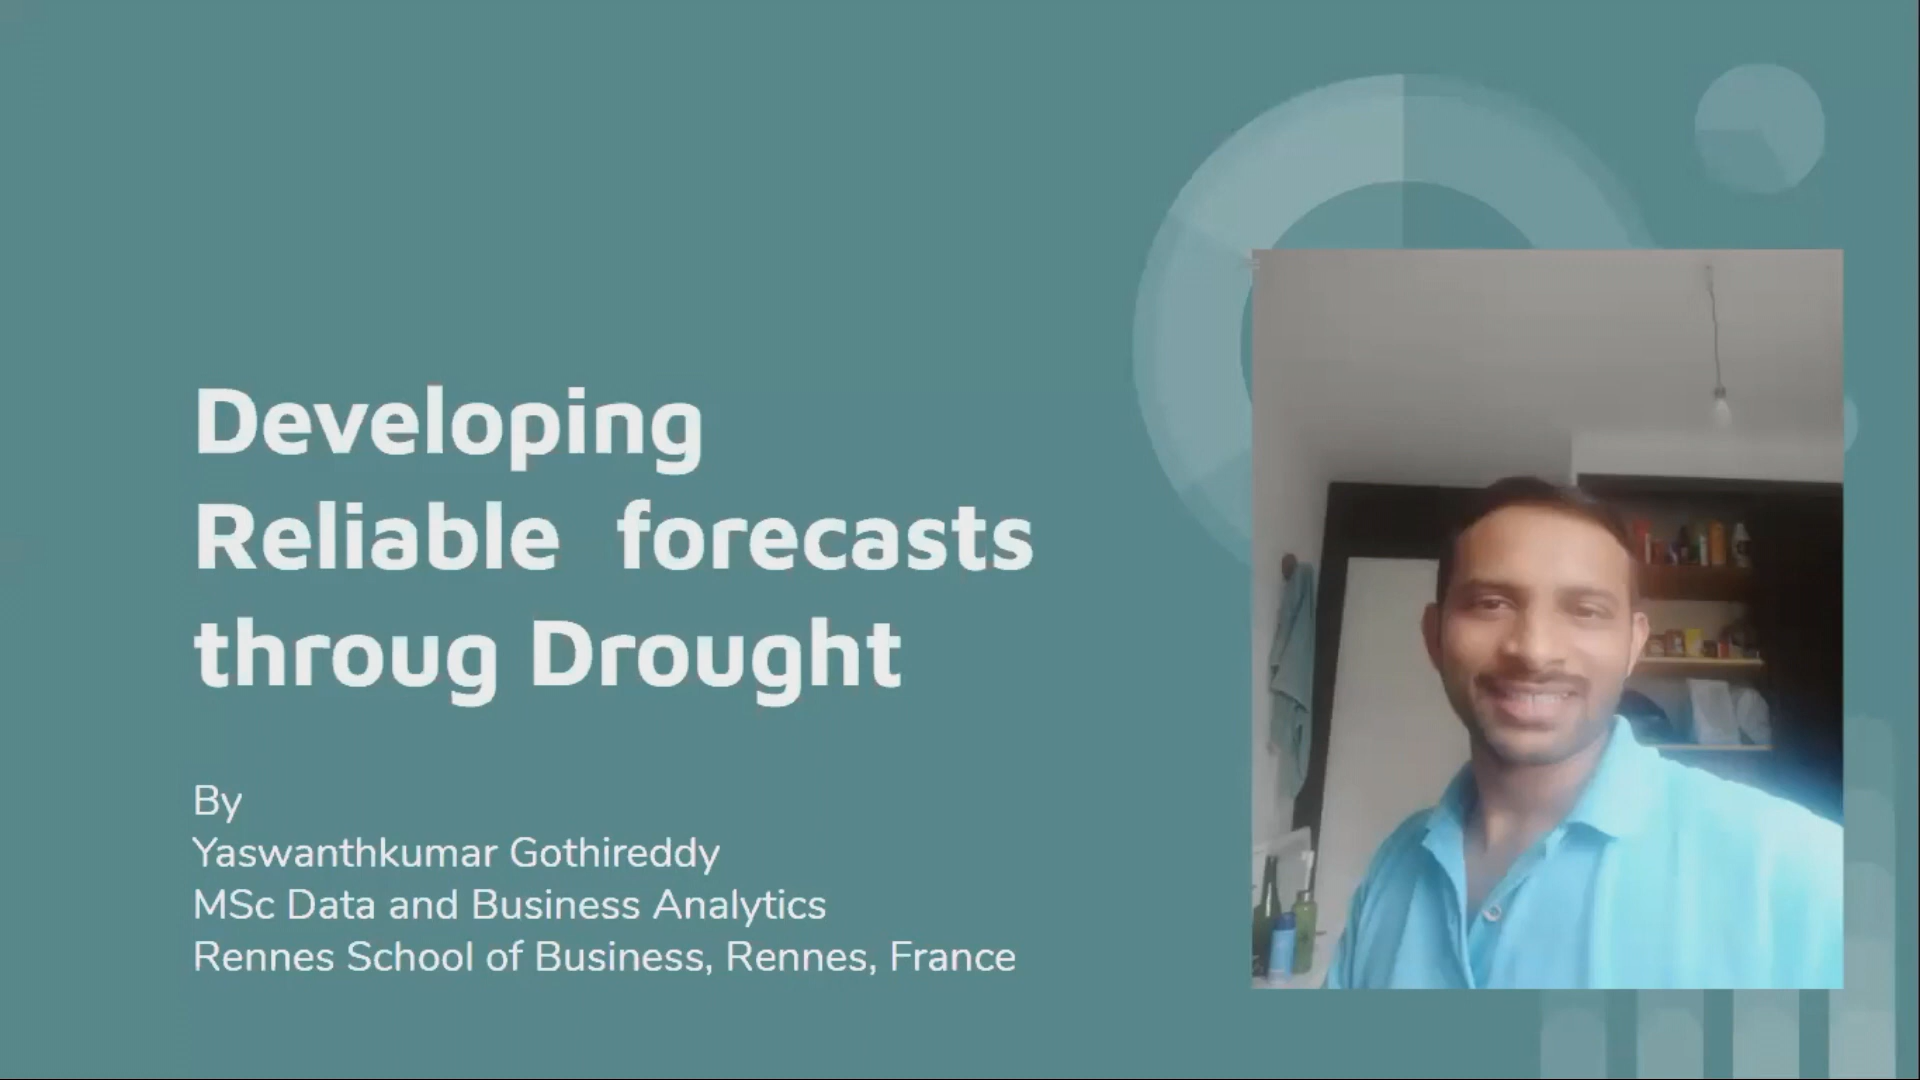 Developing
Reliable forecasts
throug Drought
By
Yaswanthkumar Gothireddy
MSc Data and Business Analytics
Rennes School of Business, Rennes, France